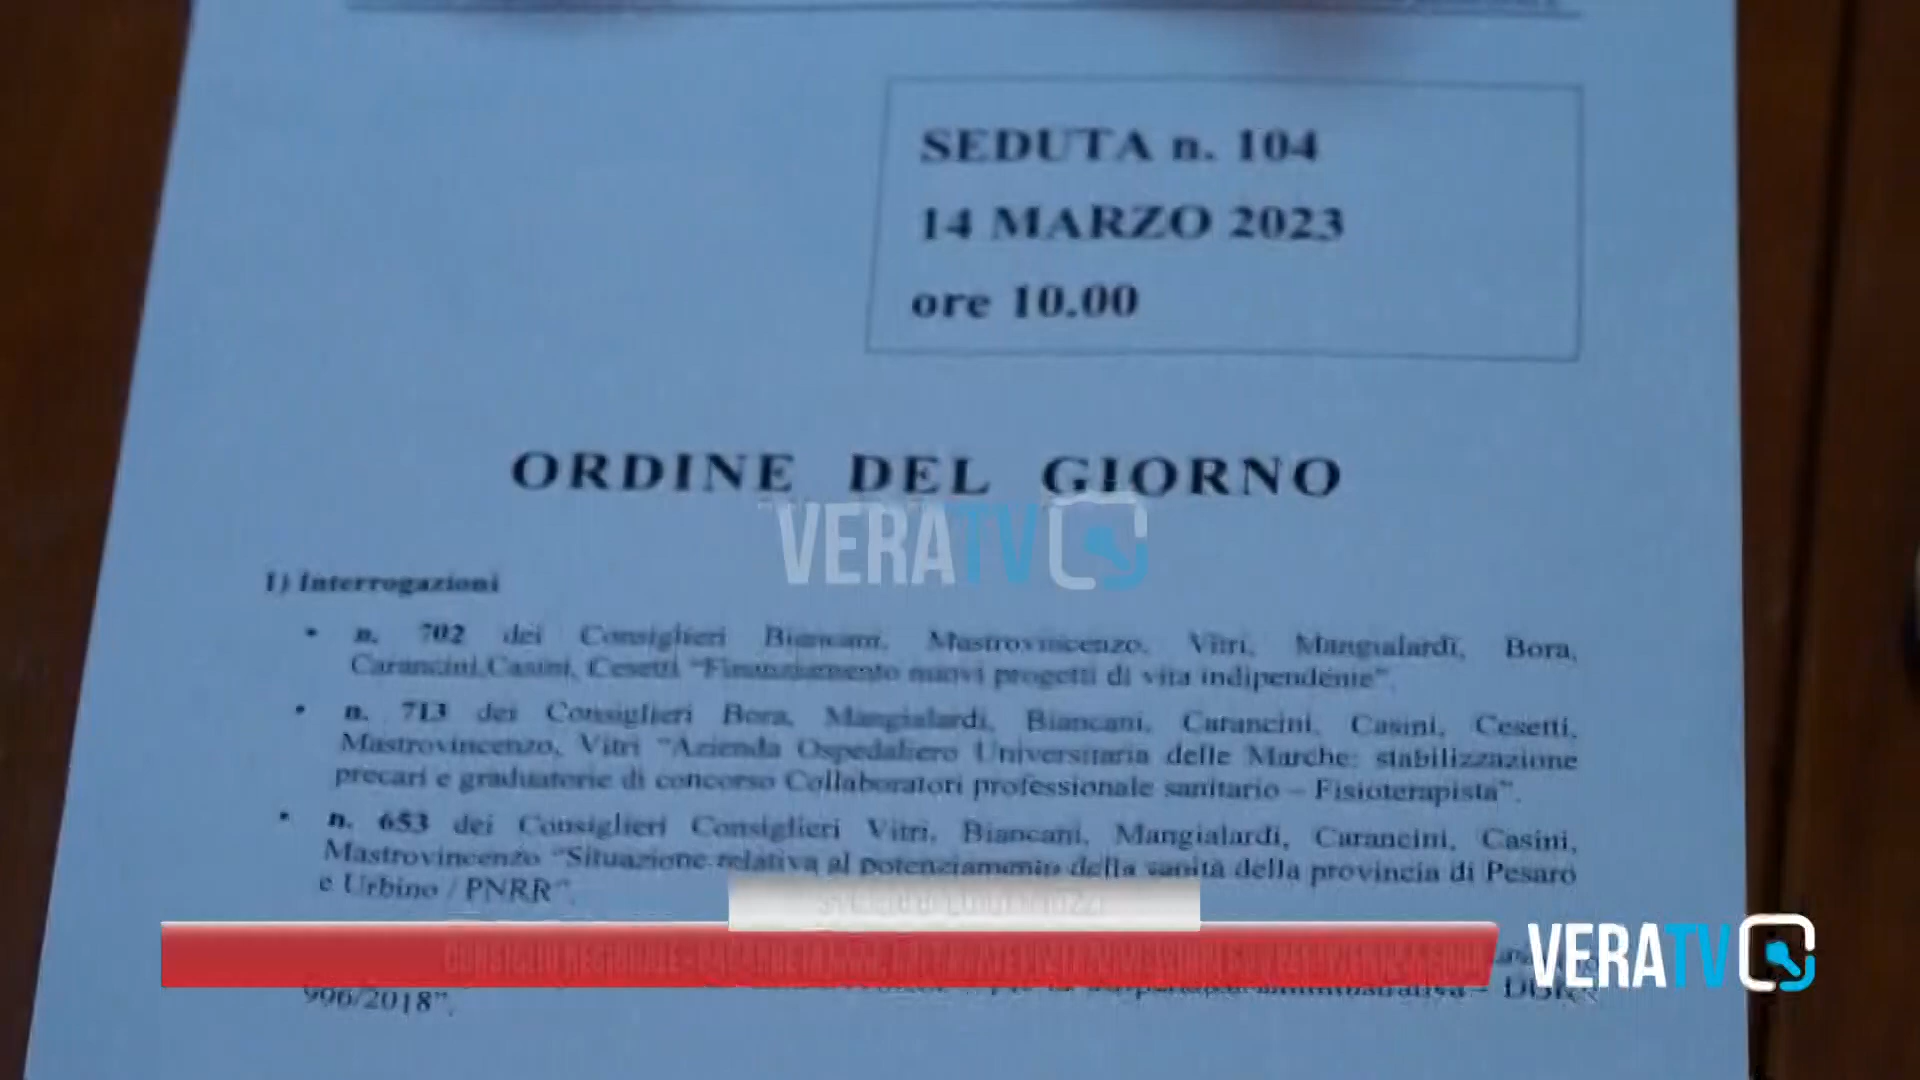 SEDUTA n. 104
14 MARZO 2023
ore 10.00
ORDINE DEL GIORNO
VERATV
1) Interrogazioni
• n. 702 dei Consiglieri Biancani, Mastrovincenzo, Vitri, Mangialardi, Bora,
Carancini,Casini, Cesetti “Finanziamento nuovi progetti di vita indipendente”.
• n. 713 dei Consiglieri Bora, Mangialardi, Biancani, Carancini, Casini, Cesetti,
Mastrovincenzo, Vitri “Azienda Ospedaliero Universitaria delle Marche: stabilizzazione
precari e graduatorie di concorso Collaboratori professionale sanitario – Fisioterapista”.
• n. 653 dei Consiglieri Consiglieri Vitri, Biancani, Mangialardi, Carancini, Casini,
Mastrovincenzo “Situazione relativa al potenziamento della sanità della provincia di Pesaro
e Urbino / PNRR”.
996/2018”.
VERATV